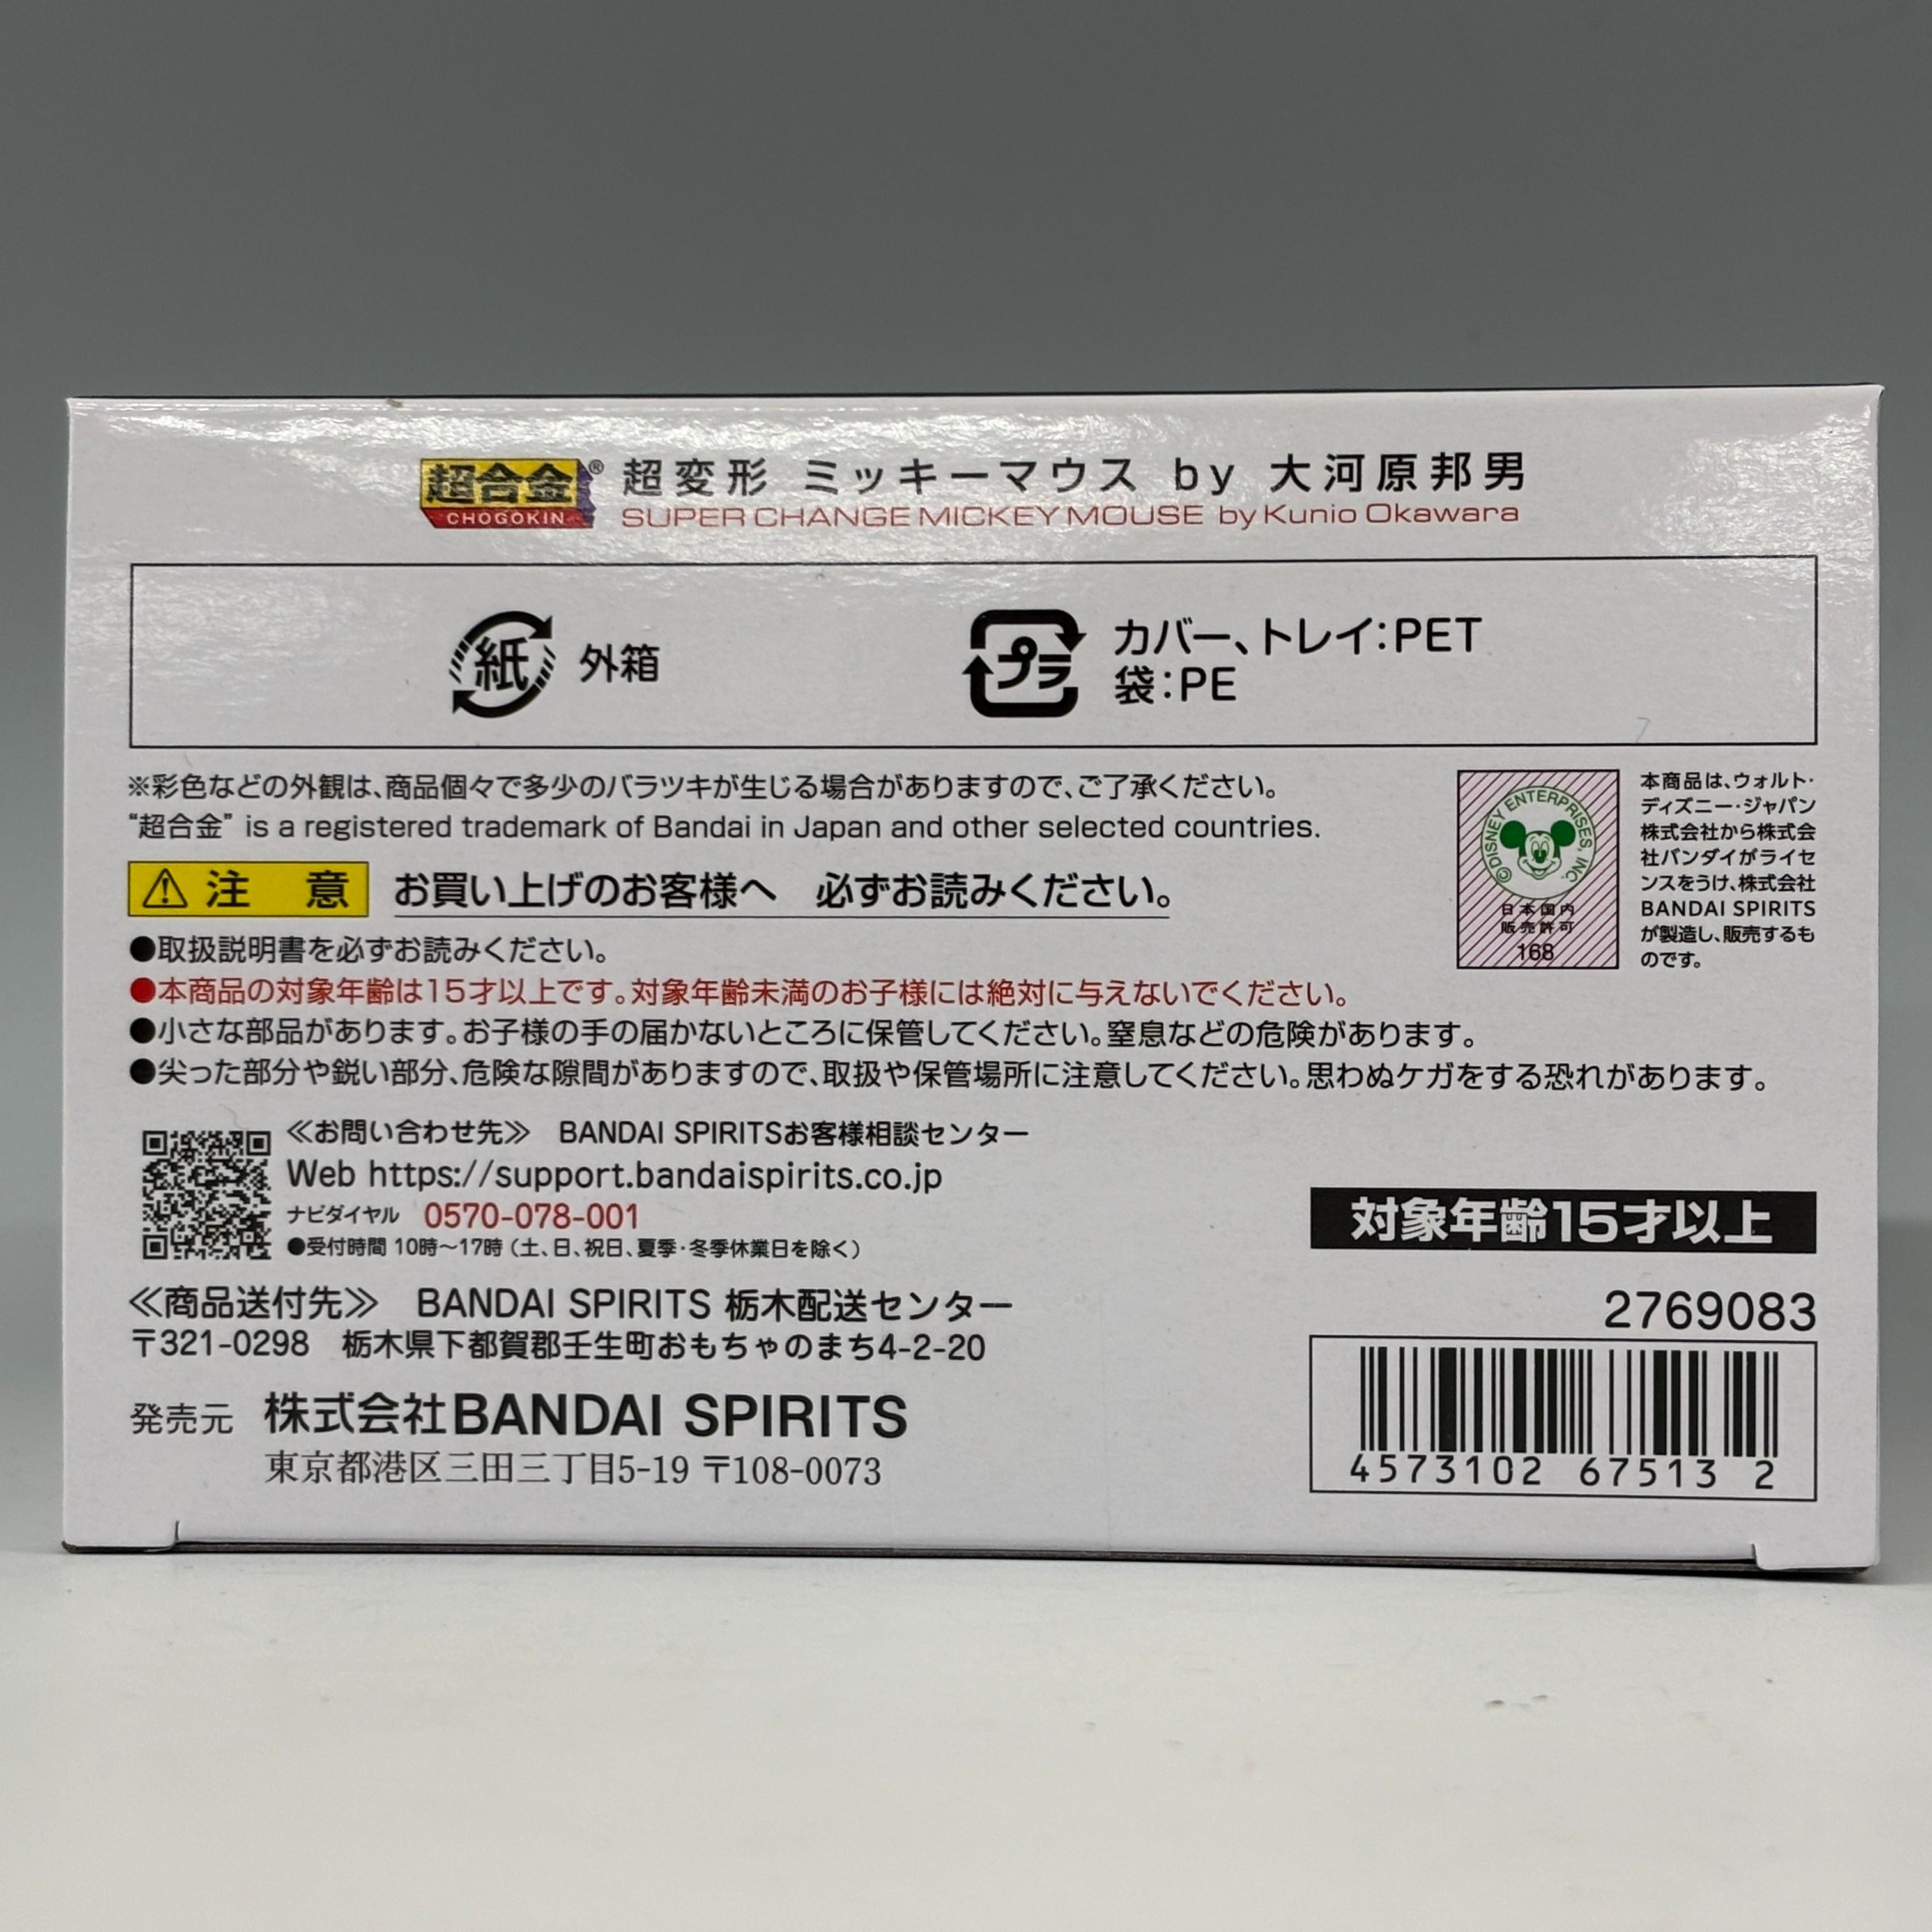 超合金® 超変形 ミッキーマウス by 大河原邦男
CHOGOKIN SUPER CHANGE MICKEY MOUSE by Kunio Okawara
紙 外箱
プラ カバー、トレイ:PET
袋:PE
※彩色などの外観は、商品個々で多少のバラツキが生じる場合がありますので、ご了承ください。
“超合金” is a registered trademark of Bandai in Japan and other selected countries.
⚠注 意 お買い上げのお客様へ 必ずお読みください。
●取扱説明書を必ずお読みください。
●本商品の対象年齢は15才以上です。対象年齢未満のお子様には絶対に与えないでください。
●小さな部品があります。お子様の手の届かないところに保管してください。窒息などの危険があります。
●尖った部分や鋭い部分、危険な隙間がありますので、取扱や保管場所に注意してください。思わぬケガをする恐れがあります。
©DISNEY ENTERPRISES, INC.
日本国内
販売許可
168
本商品は、ウォルト・
ディズニー・ジャパン
株式会社から株式会
社バンダイがライセ
ンスをうけ、株式会社
BANDAI SPIRITS
が製造し、販売するも
のです。
≪お問い合わせ先≫ BANDAI SPIRITSお客様相談センター
Web https://support.bandaispirits.co.jp
ナビダイヤル 0570-078-001
●受付時間 10時〜17時(土、日、祝日、夏季・冬季休業日を除く)
≪商品送付先≫ BANDAI SPIRITS 栃木配送センター
〒321-0298 栃木県下都賀郡壬生町おもちゃのまち4-2-20
発売元 株式会社BANDAI SPIRITS
東京都港区三田三丁目5-19 〒108-0073
対象年齢15才以上
2769083
4573102 67513 2